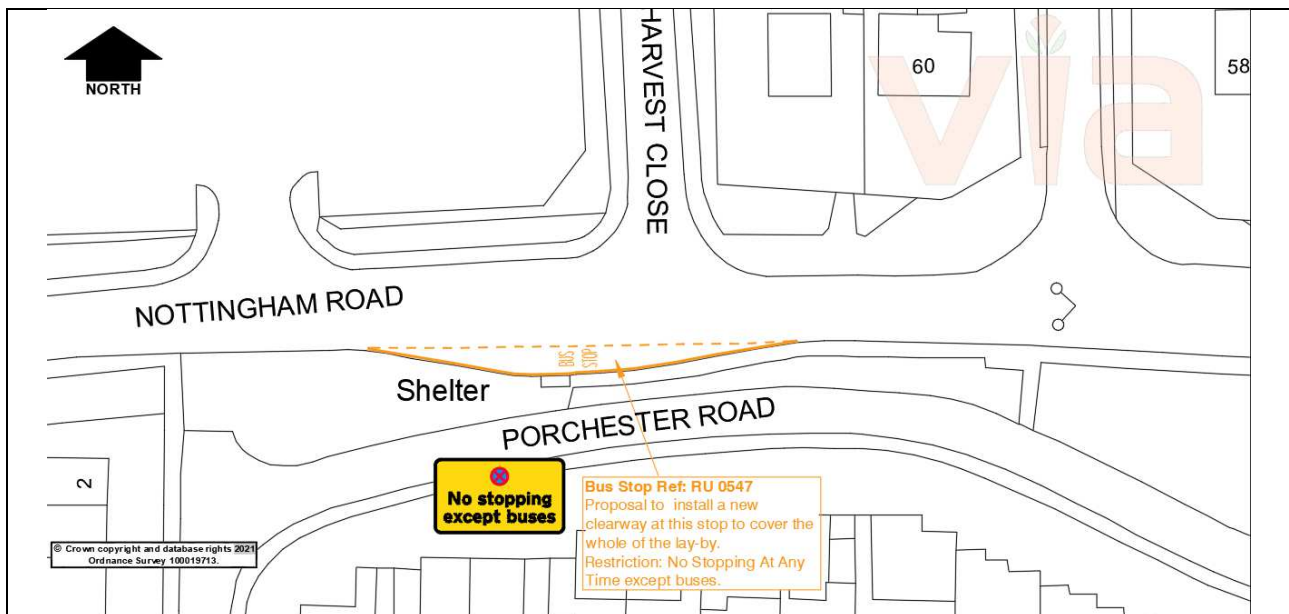 NORTH
HARVEST CLOSE
via
60
58
NOTTINGHAM ROAD
BUS
STOP
Shelter
PORCHESTER ROAD
2
No stopping
except buses
Bus Stop Ref: RU 0547
Proposal to install a new
clearway at this stop to cover the
whole of the lay-by.
Restriction: No Stopping At Any
Time except buses.
© Crown copyright and database rights 2021
Ordnance Survey 100019713.